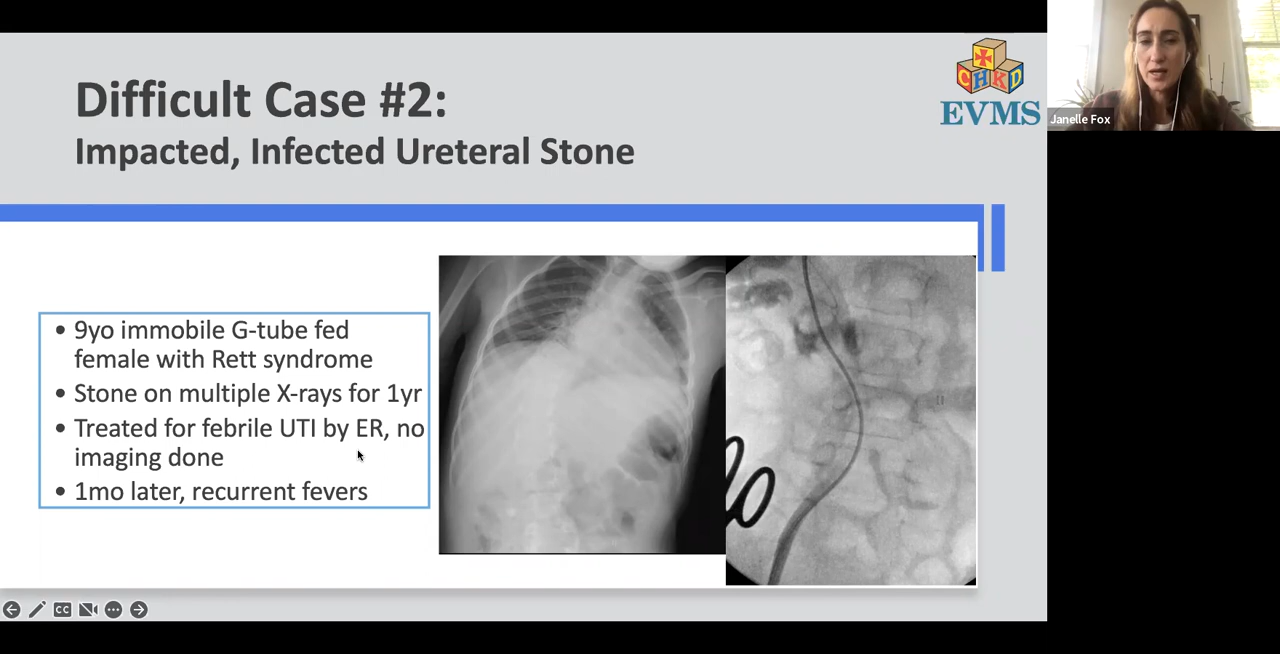 Difficult Case #2:
Impacted, Infected Ureteral Stone
CHKD
EVMS
Janelle Fox
• 9yo immobile G-tube fed
female with Rett syndrome
• Stone on multiple X-rays for 1yr
• Treated for febrile UTI by ER, no
imaging done
• 1mo later, recurrent fevers
CC